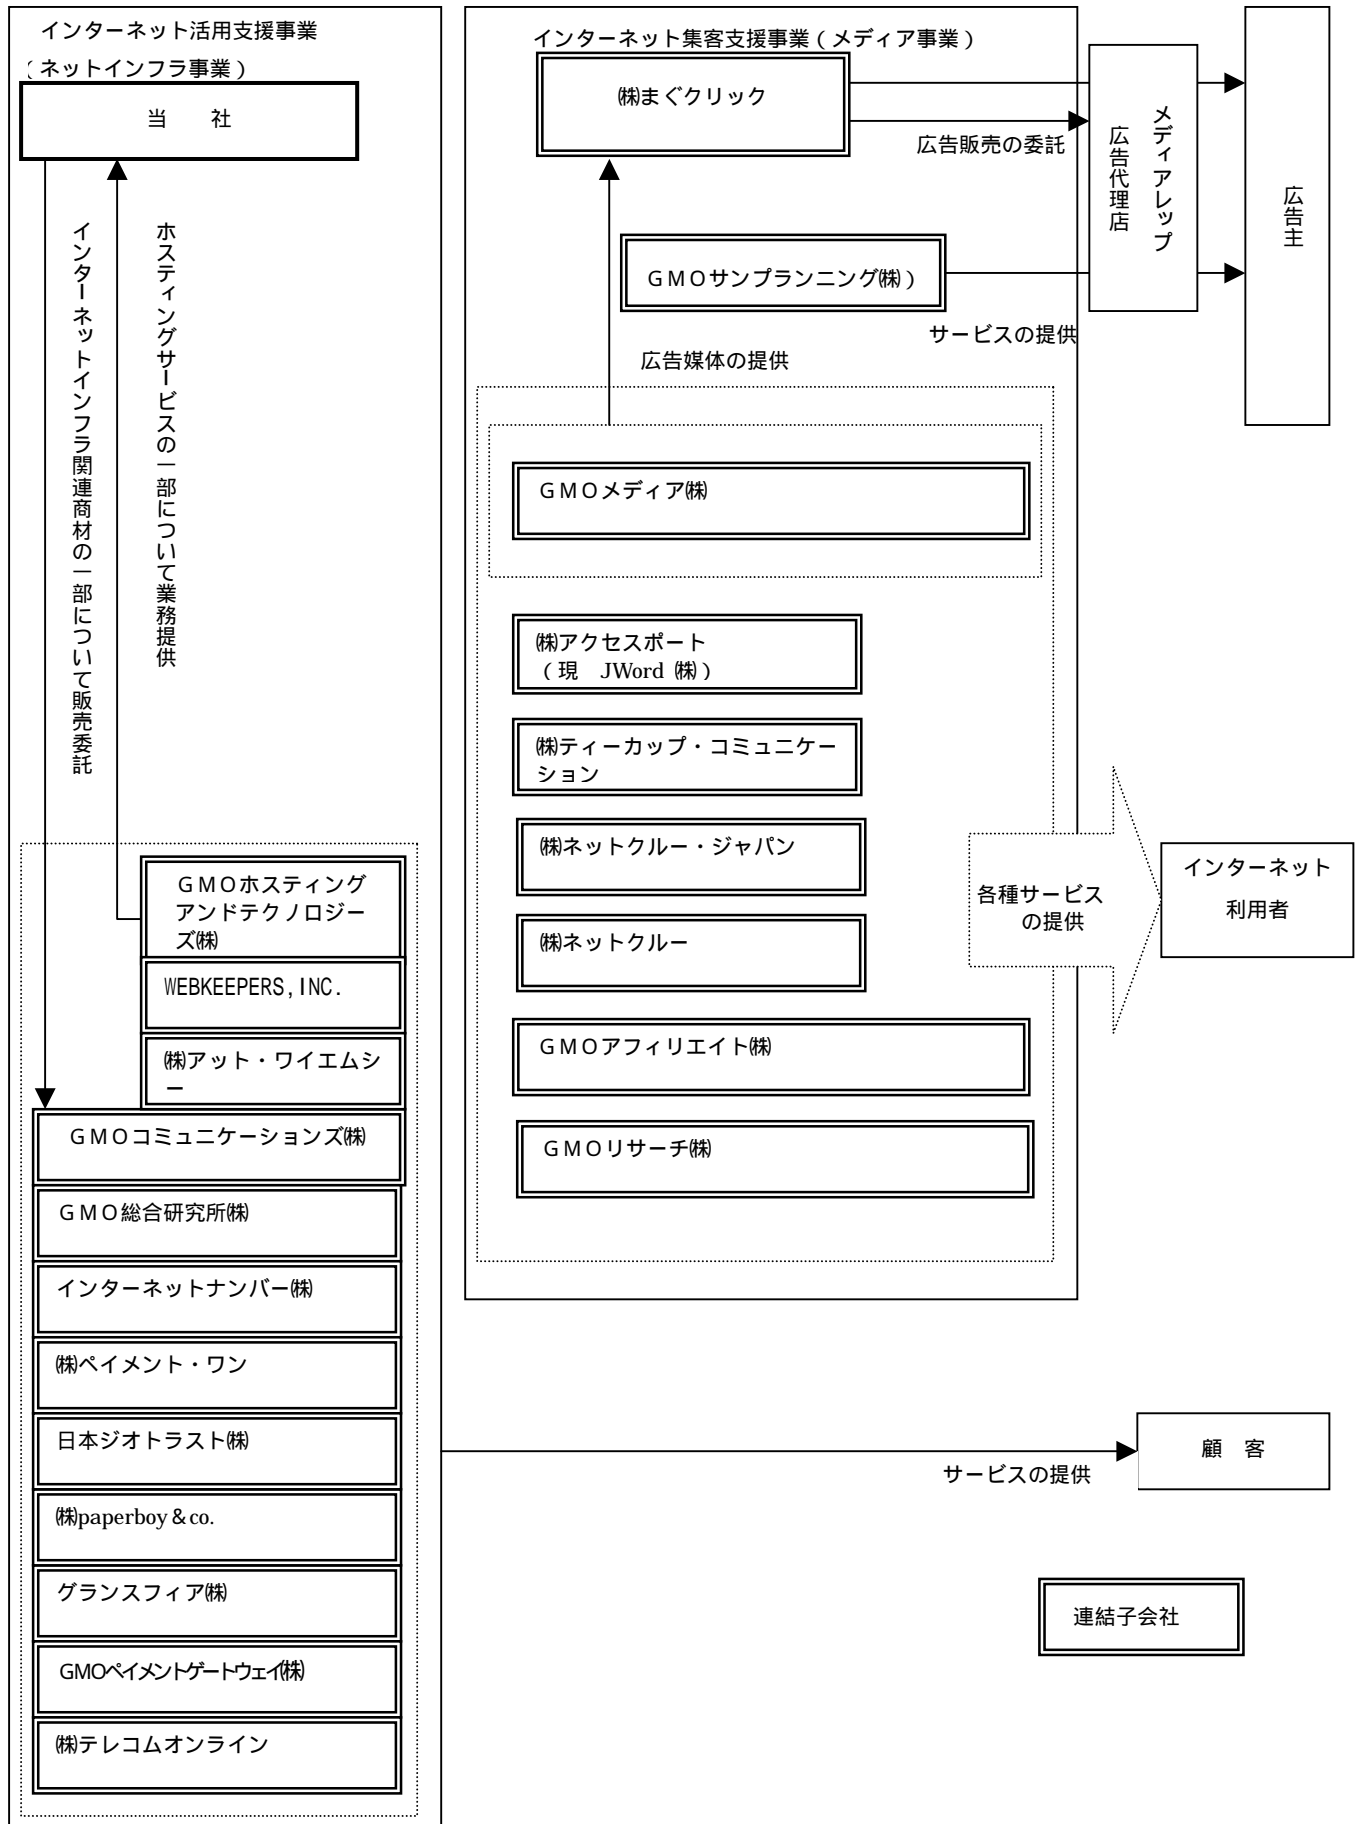 インターネット活用支援事業
(ネットインフラ事業)
当　社
インターネットインフラ関連商材の一部について販売委託
ホスティングサービスの一部について業務提供
GMOホスティング
アンドテクノロジー
ズ㈱
WEBKEEPERS,INC.
㈱アット・ワイエムシ
ー
GMOコミュニケーションズ㈱
GMO総合研究所㈱
インターネットナンバー㈱
㈱ペイメント・ワン
日本ジオトラスト㈱
㈱paperboy&co.
グランスフィア㈱
GMOペイメントゲートウェイ㈱
㈱テレコムオンライン
インターネット集客支援事業(メディア事業)
㈱まぐクリック
広告販売の委託
GMOサンプランニング㈱)
サービスの提供
広告媒体の提供
GMOメディア㈱
㈱アクセスポート
(現　JWord ㈱)
㈱ティーカップ・コミュニケー
ション
㈱ネットクルー・ジャパン
㈱ネットクルー
GMOアフィリエイト㈱
GMOリサーチ㈱
メディアレップ
広告代理店
広告主
各種サービス
の提供
インターネット
利用者
サービスの提供
顧　客
連結子会社